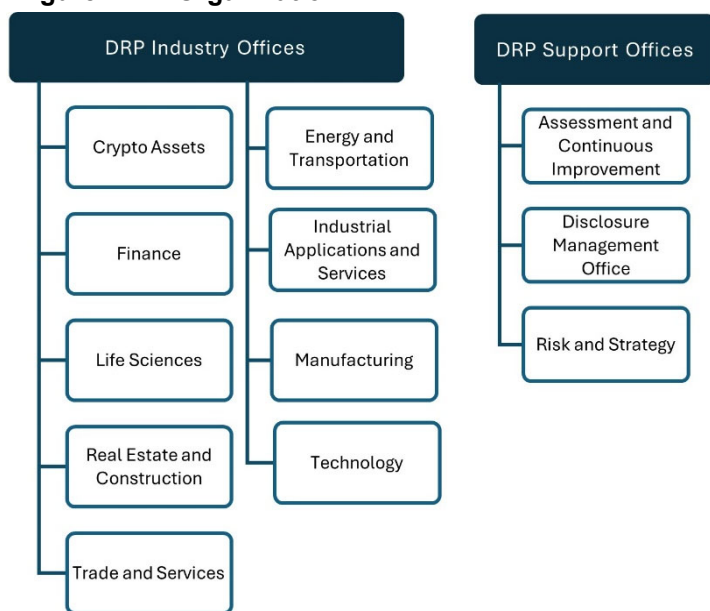 DRP Industry Offices
Crypto Assets
Finance
Life Sciences
Real Estate and
Construction
Trade and Services
Energy and
Transportation
Industrial
Applications and
Services
Manufacturing
Technology
DRP Support Offices
Assessment and
Continuous
Improvement
Disclosure
Management
Office
Risk and Strategy